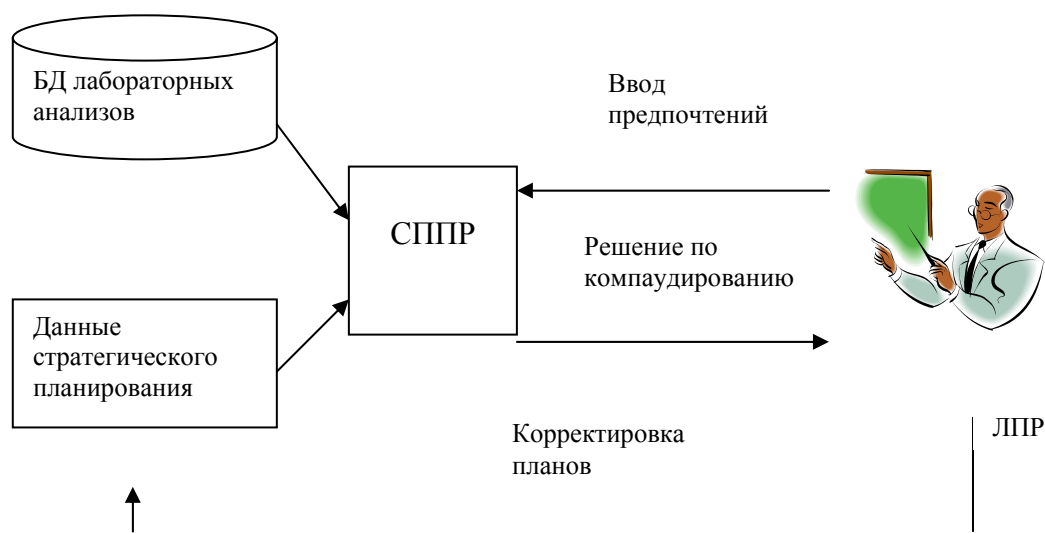 БД лабораторных
анализов
Ввод
предпочтений
СППР
Решение по
компаудированию
Данные
стратегического
планирования
Корректировка
планов
ЛПР